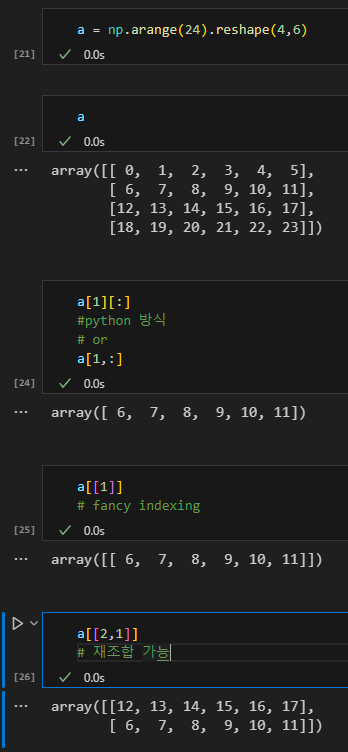 a = np.arange(24).reshape(4,6)
[21] ✓ 0.0s
a
[22] ✓ 0.0s
... array([[ 0,  1,  2,  3,  4,  5],
       [ 6,  7,  8,  9, 10, 11],
       [12, 13, 14, 15, 16, 17],
       [18, 19, 20, 21, 22, 23]])
a[1][:]
#python 방식
# or
a[1,:]
[24] ✓ 0.0s
... array([ 6,  7,  8,  9, 10, 11])
a[[1]]
# fancy indexing
[25] ✓ 0.0s
... array([[ 6,  7,  8,  9, 10, 11]])
a[[2,1]]
# 재조합 가능
[26] ✓ 0.0s
... array([[12, 13, 14, 15, 16, 17],
       [ 6,  7,  8,  9, 10, 11]])